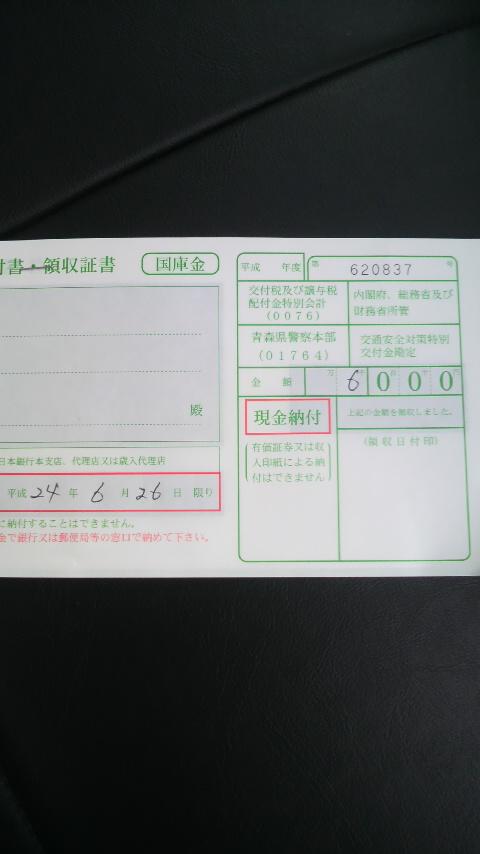 付書・領収証書 国庫金
殿
日本銀行本支店、代理店又は歳入代理店
平成 24 年 6 月 26 日 限り
に納付することはできません。
金で銀行又は郵便局等の窓口で納めて下さい。
平成 年度 第 620837 号
交付税及び譲与税
配付金特別会計
(0076)
内閣府、総務省及び
財務省所管
青森県警察本部
(01764)
交通安全対策特別
交付金勘定
金額 万 千 百 十 円
6 0 0 0
現金納付
上記の金額を領収しました。
有価証券又は収
入印紙による納
付はできません
(領収日付印)